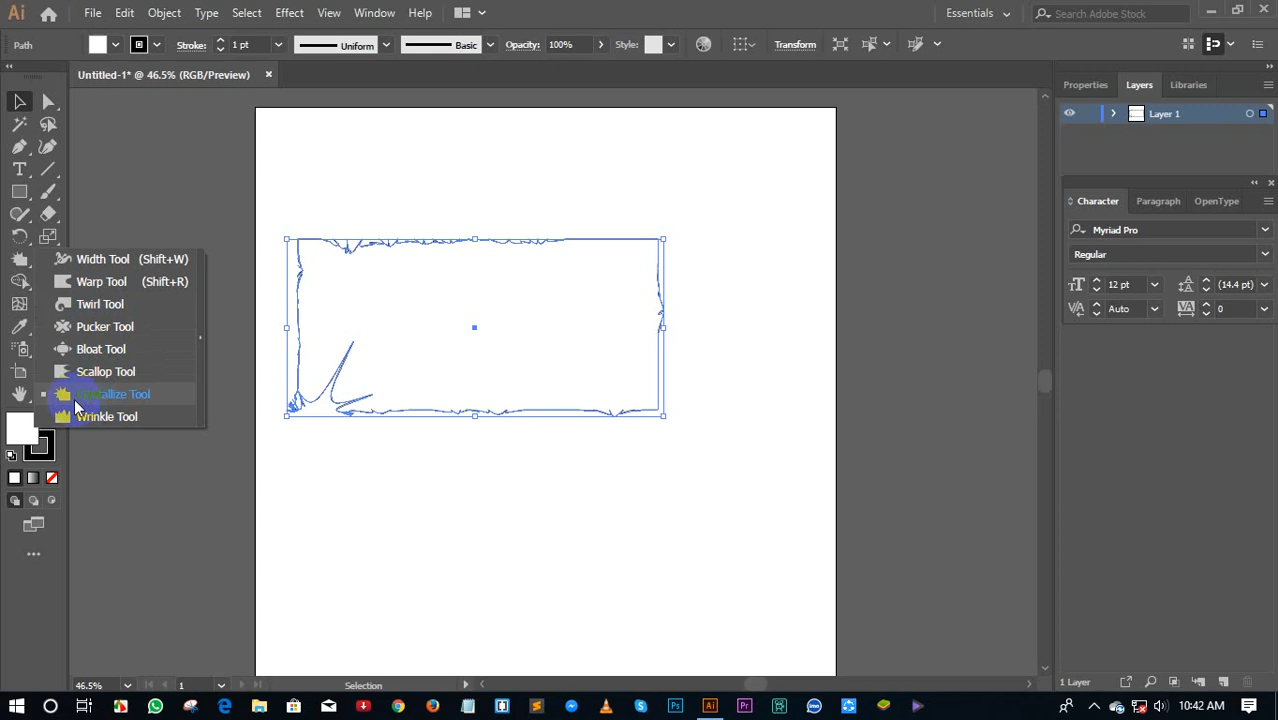 Ai File Edit Object Type Select Effect View Window Help Essentials Search Adobe Stock
Path Stroke: 1 pt Uniform Basic Opacity: 100% Style: Transform
Untitled-1* @ 46.5% (RGB/Preview)
Properties Layers Libraries
Layer 1
Character Paragraph OpenType
Myriad Pro
Regular
12 pt (14.4 pt)
Auto 0
Width Tool (Shift+W)
Warp Tool (Shift+R)
Twirl Tool
Pucker Tool
Bloat Tool
Scallop Tool
Crystallize Tool
Wrinkle Tool
46.5% 1 Selection 1 Layer
10:42 AM